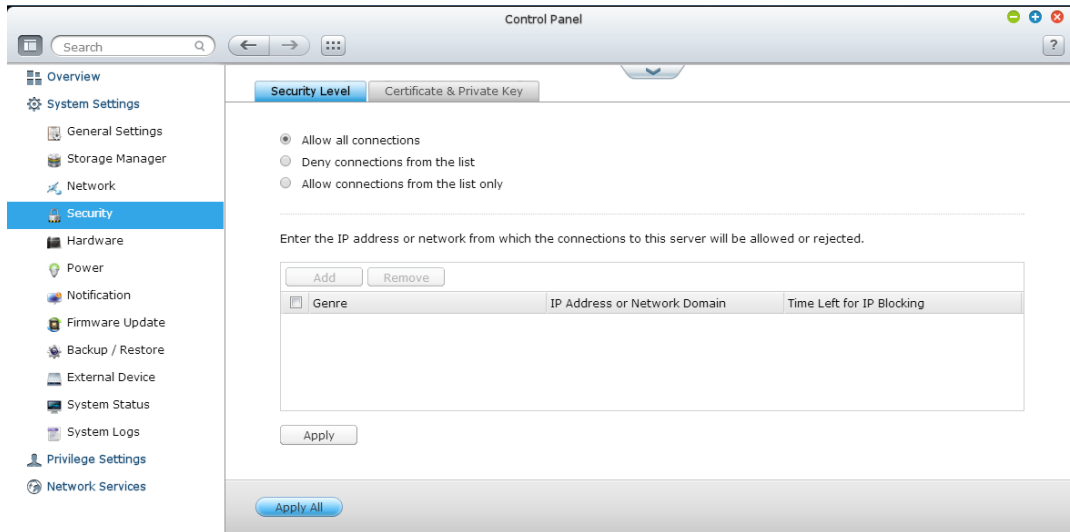 Control Panel
Search
?
Overview
System Settings
General Settings
Storage Manager
Network
Security
Hardware
Power
Notification
Firmware Update
Backup / Restore
External Device
System Status
System Logs
Privilege Settings
Network Services
Security Level Certificate & Private Key
Allow all connections
Deny connections from the list
Allow connections from the list only
Enter the IP address or network from which the connections to this server will be allowed or rejected.
Add Remove
Genre IP Address or Network Domain Time Left for IP Blocking
Apply
Apply All